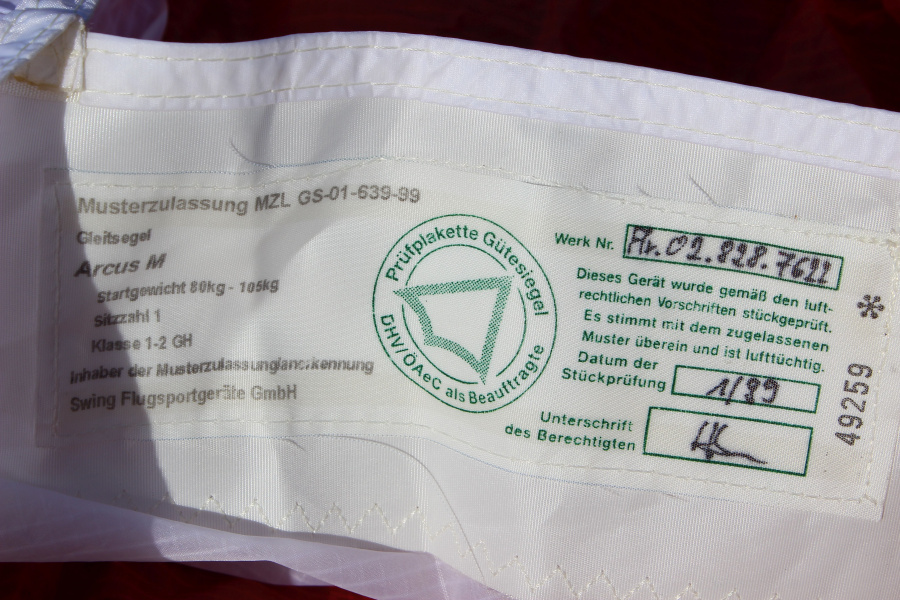 Musterzulassung MZL GS-01-639-99
Gleitsegel
Arcus M
Startgewicht 80kg - 105kg
Sitzzahl 1
Klasse 1-2 GH
Inhaber der Musterzulassung/anerkennung
Swing Flugsportgeräte GmbH
Prüfplakette Gütesiegel
DHV/ÖAeC als Beauftragte
Werk Nr. Ar.02.828.7622
Dieses Gerät wurde gemäß den luft-
rechtlichen Vorschriften stückgeprüft.
Es stimmt mit dem zugelassenen
Muster überein und ist lufttüchtig.
Datum der
Stückprüfung 1/99
Unterschrift
des Berechtigten
* 49259